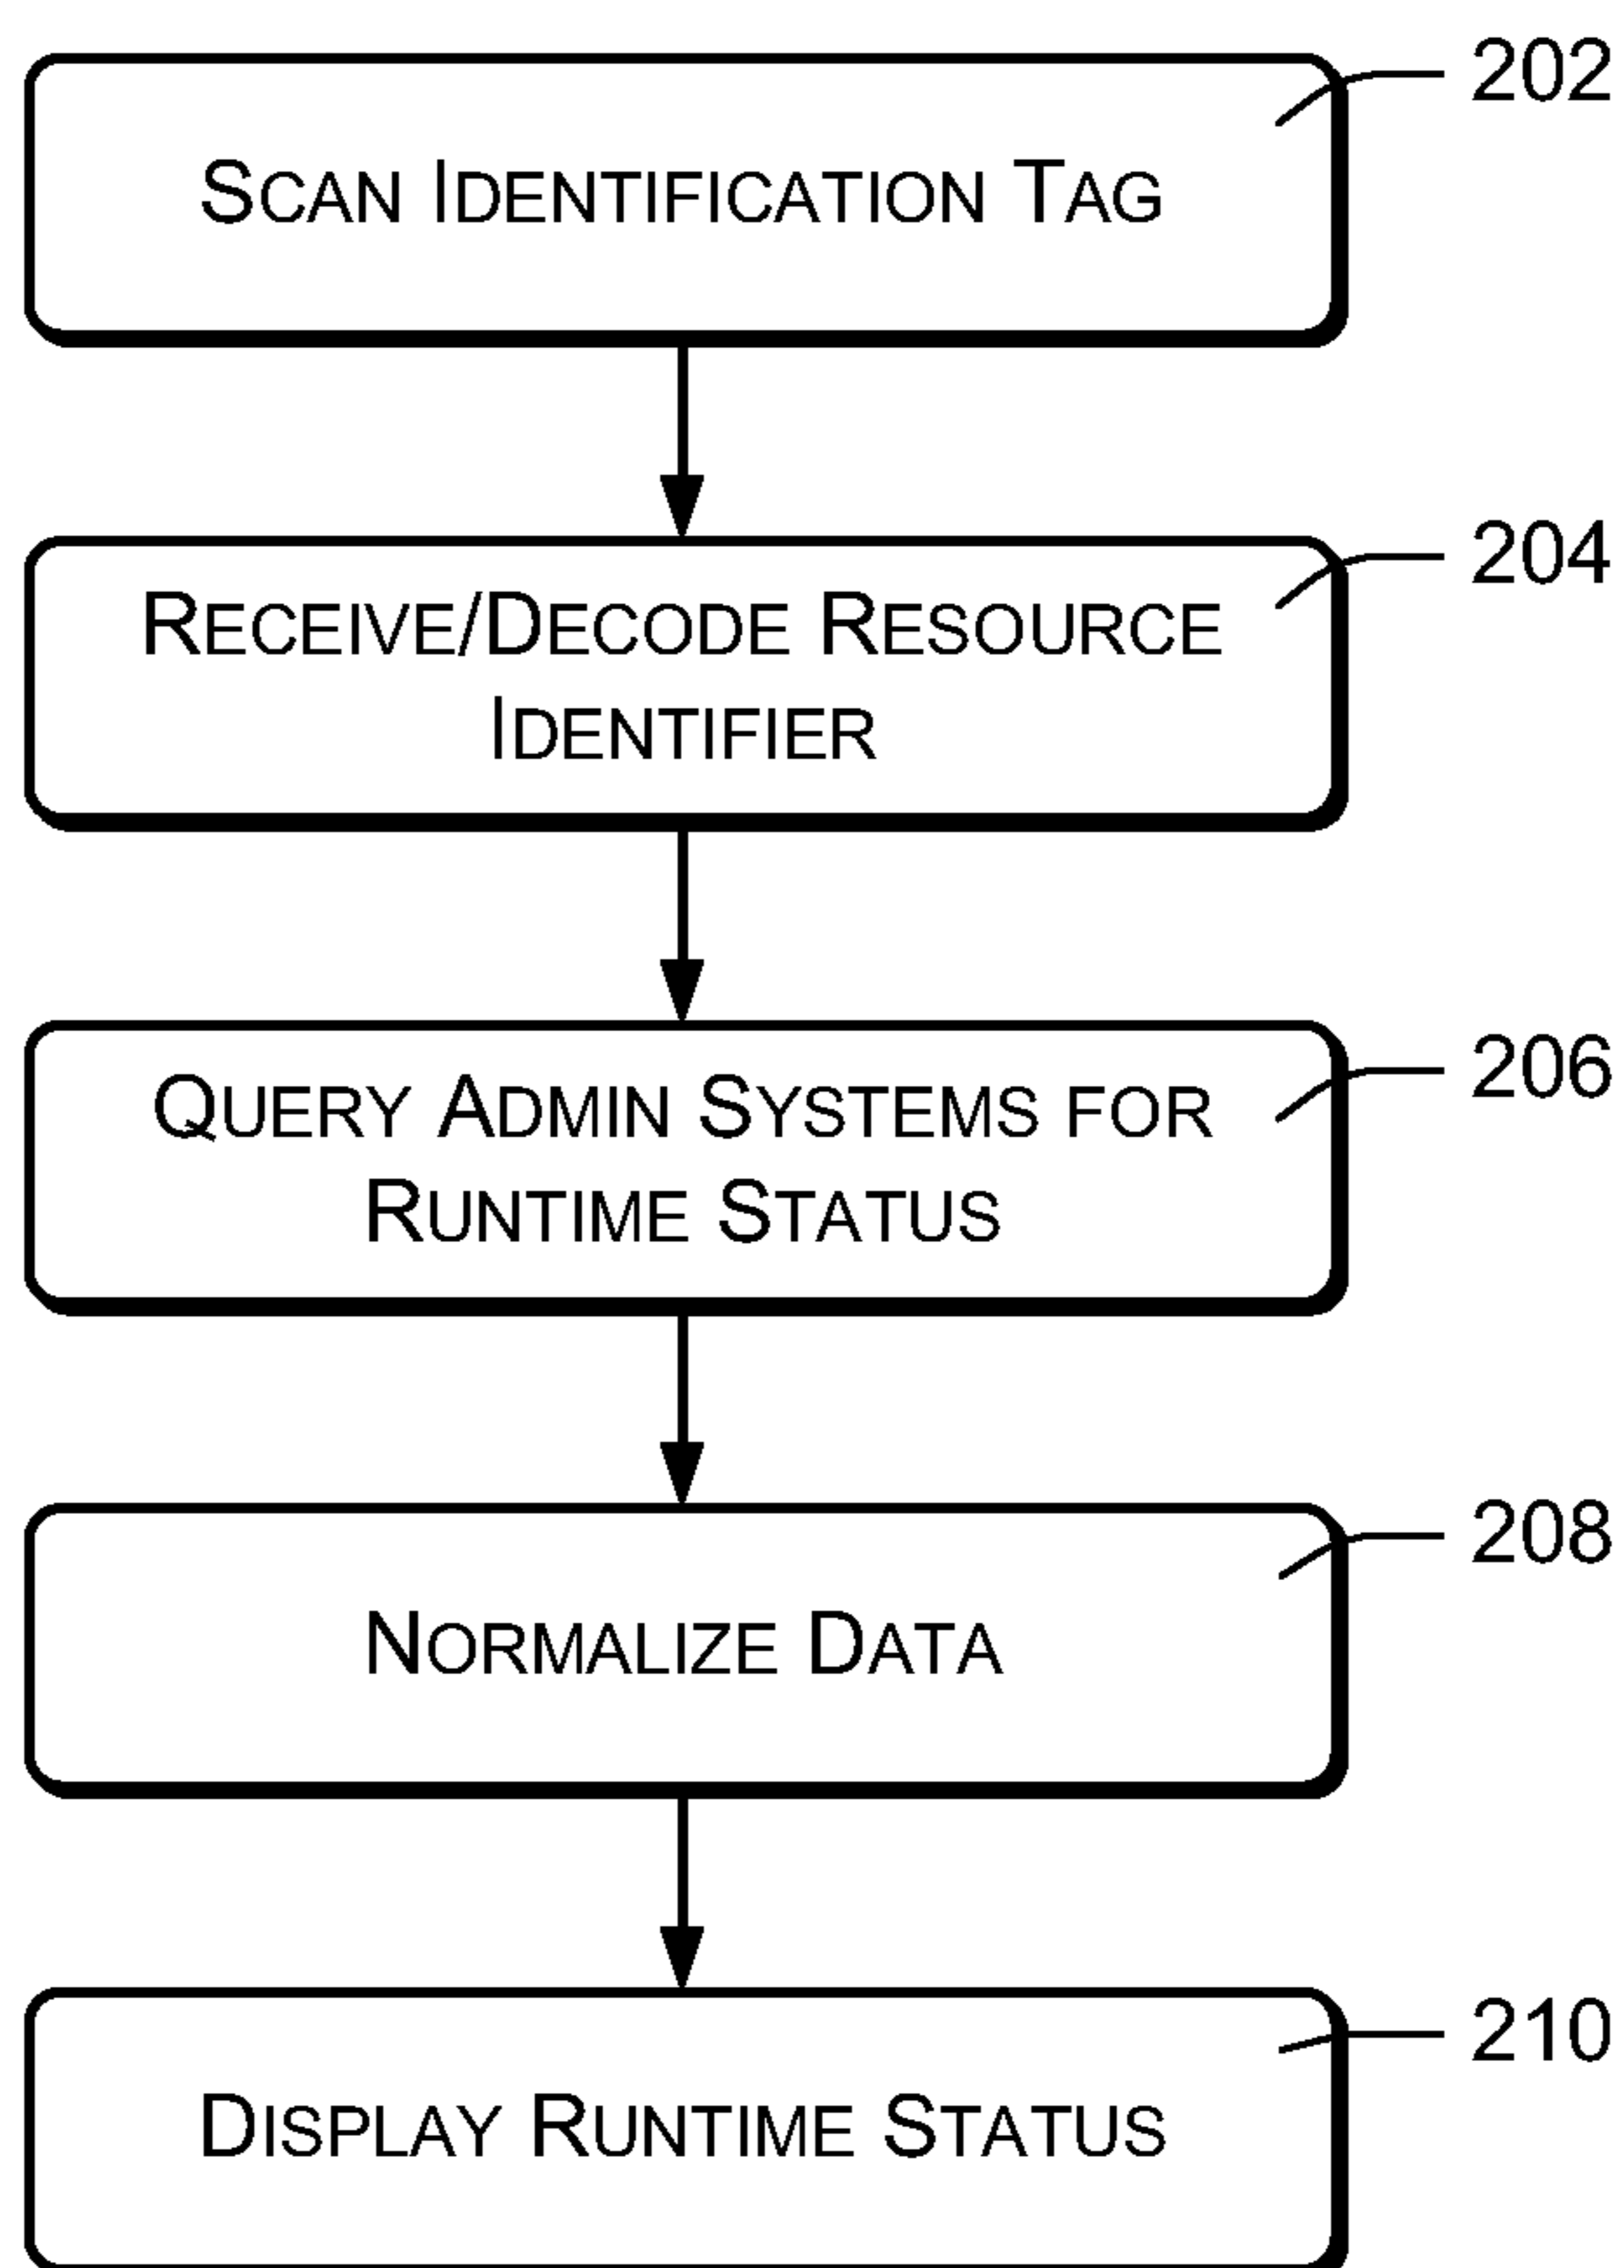 202
SCAN IDENTIFICATION TAG
204
RECEIVE/DECODE RESOURCE
IDENTIFIER
206
QUERY ADMIN SYSTEMS FOR
RUNTIME STATUS
208
NORMALIZE DATA
210
DISPLAY RUNTIME STATUS